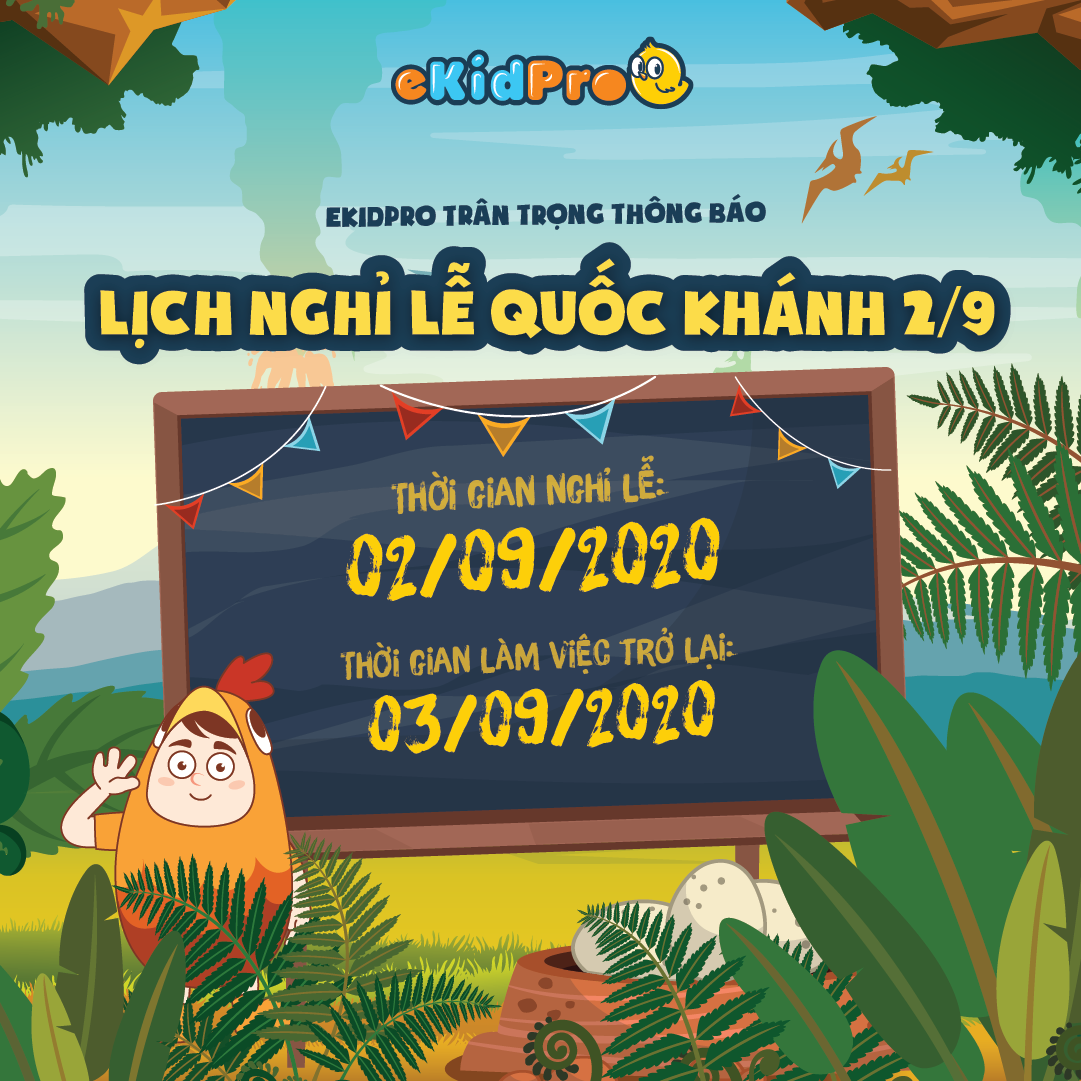 eKidPro
EKIDPRO TRÂN TRỌNG THÔNG BÁO
LỊCH NGHỈ LỄ QUỐC KHÁNH 2/9
THỜI GIAN NGHỈ LỄ:
02/09/2020
THỜI GIAN LÀM VIỆC TRỞ LẠI:
03/09/2020